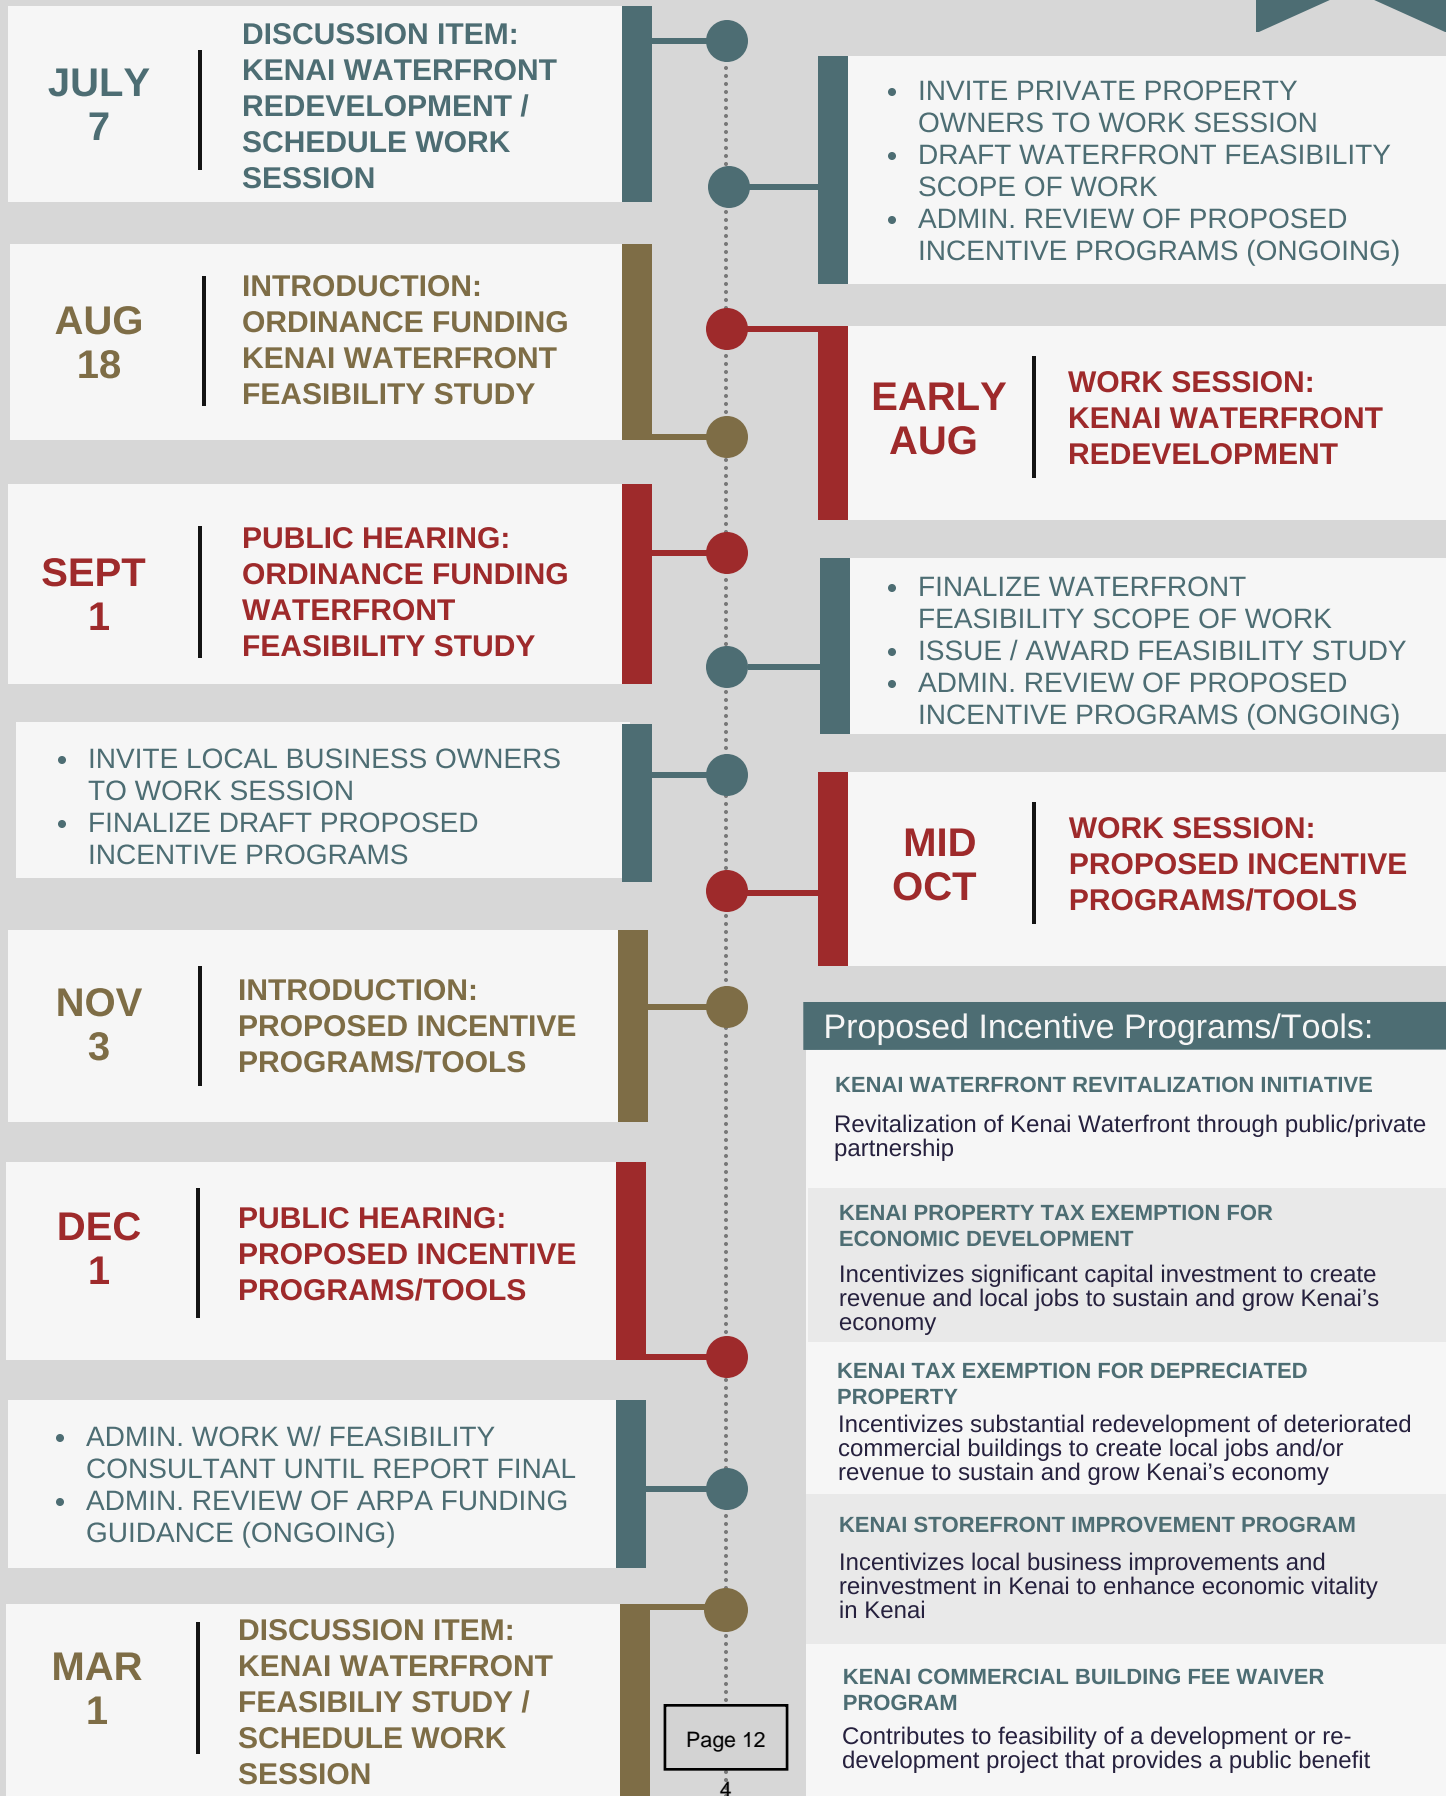 JULY
7
DISCUSSION ITEM:
KENAI WATERFRONT
REDEVELOPMENT /
SCHEDULE WORK
SESSION
• INVITE PRIVATE PROPERTY
OWNERS TO WORK SESSION
• DRAFT WATERFRONT FEASIBILITY
SCOPE OF WORK
• ADMIN. REVIEW OF PROPOSED
INCENTIVE PROGRAMS (ONGOING)
EARLY
AUG
WORK SESSION:
KENAI WATERFRONT
REDEVELOPMENT
AUG
18
INTRODUCTION:
ORDINANCE FUNDING
KENAI WATERFRONT
FEASIBILITY STUDY
SEPT
1
PUBLIC HEARING:
ORDINANCE FUNDING
WATERFRONT
FEASIBILITY STUDY
• FINALIZE WATERFRONT
FEASIBILITY SCOPE OF WORK
• ISSUE / AWARD FEASIBILITY STUDY
• ADMIN. REVIEW OF PROPOSED
INCENTIVE PROGRAMS (ONGOING)
• INVITE LOCAL BUSINESS OWNERS
TO WORK SESSION
• FINALIZE DRAFT PROPOSED
INCENTIVE PROGRAMS
MID
OCT
WORK SESSION:
PROPOSED INCENTIVE
PROGRAMS/TOOLS
NOV
3
INTRODUCTION:
PROPOSED INCENTIVE
PROGRAMS/TOOLS
DEC
1
PUBLIC HEARING:
PROPOSED INCENTIVE
PROGRAMS/TOOLS
• ADMIN. WORK W/ FEASIBILITY
CONSULTANT UNTIL REPORT FINAL
• ADMIN. REVIEW OF ARPA FUNDING
GUIDANCE (ONGOING)
MAR
1
DISCUSSION ITEM:
KENAI WATERFRONT
FEASIBILIY STUDY /
SCHEDULE WORK
SESSION
Proposed Incentive Programs/Tools:
KENAI WATERFRONT REVITALIZATION INITIATIVE
Revitalization of Kenai Waterfront through public/private
partnership
KENAI PROPERTY TAX EXEMPTION FOR
ECONOMIC DEVELOPMENT
Incentivizes significant capital investment to create
revenue and local jobs to sustain and grow Kenai’s
economy
KENAI TAX EXEMPTION FOR DEPRECIATED
PROPERTY
Incentivizes substantial redevelopment of deteriorated
commercial buildings to create local jobs and/or
revenue to sustain and grow Kenai’s economy
KENAI STOREFRONT IMPROVEMENT PROGRAM
Incentivizes local business improvements and
reinvestment in Kenai to enhance economic vitality
in Kenai
KENAI COMMERCIAL BUILDING FEE WAIVER
PROGRAM
Contributes to feasibility of a development or re-
development project that provides a public benefit
Page 12
4